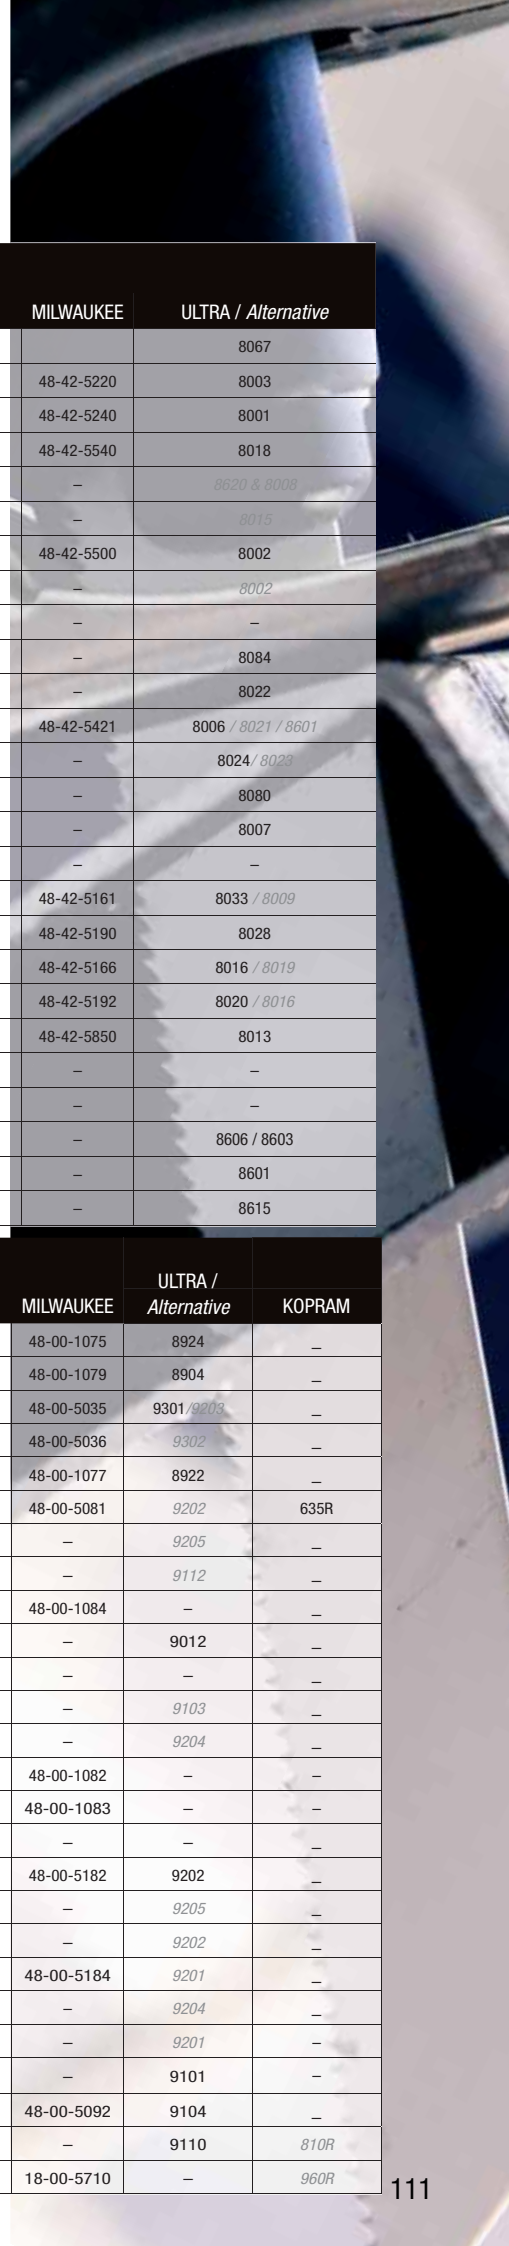 MILWAUKEE ULTRA / Alternative
8067
48-42-5220 8003
48-42-5240 8001
48-42-5540 8018
– 8620 & 8008
– 8015
48-42-5500 8002
– 8002
– –
– 8084
– 8022
48-42-5421 8006 / 8021 / 8601
– 8024/ 8023
– 8080
– 8007
– –
48-42-5161 8033 / 8009
48-42-5190 8028
48-42-5166 8016 / 8019
48-42-5192 8020 / 8016
48-42-5850 8013
– –
– –
– 8606 / 8603
– 8601
– 8615
ULTRA /
MILWAUKEE Alternative KOPRAM
48-00-1075 8924 _
48-00-1079 8904 _
48-00-5035 9301/9203 _
48-00-5036 9302 _
48-00-1077 8922 _
48-00-5081 9202 635R
– 9205 _
– 9112 _
48-00-1084 – _
– 9012 _
– – _
– 9103 _
– 9204 _
48-00-1082 – –
48-00-1083 – –
– – _
48-00-5182 9202 _
– 9205 _
– 9202 _
48-00-5184 9201 _
– 9204 _
– 9201 –
– 9101 –
48-00-5092 9104 _
– 9110 810R
18-00-5710 – 960R
111